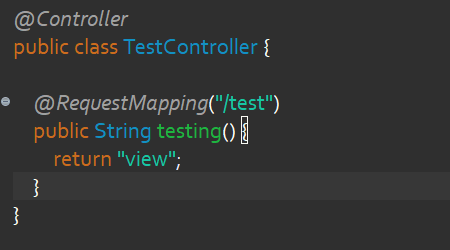 @Controller
public class TestController {
@RequestMapping("/test")
public String testing() {
return "view";
}
}